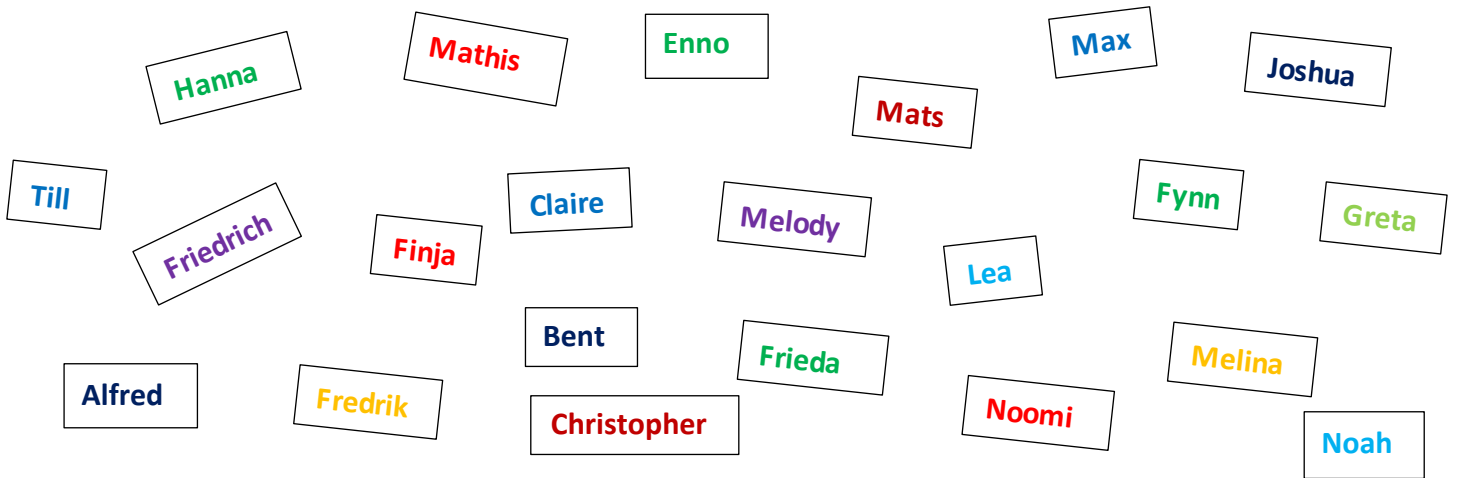 Hanna
Mathis
Enno
Max
Joshua
Mats
Till
Friedrich
Finja
Claire
Melody
Lea
Fynn
Greta
Alfred
Fredrik
Bent
Christopher
Frieda
Noomi
Melina
Noah